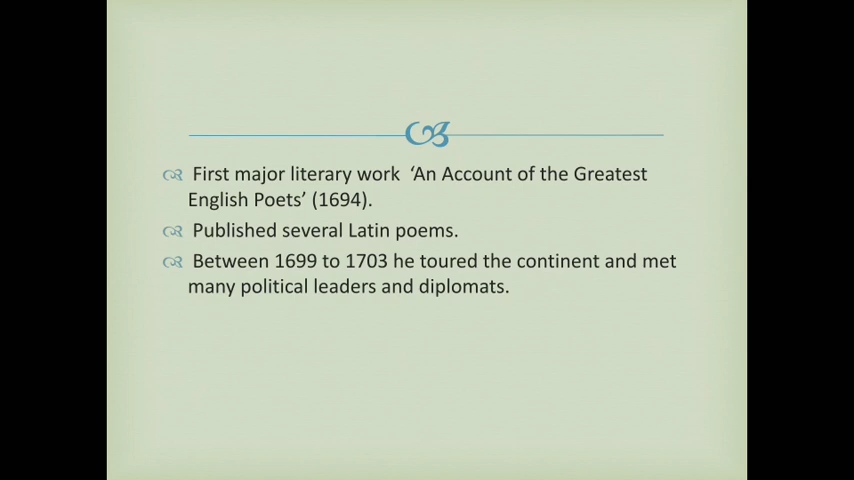 First major literary work ‘An Account of the Greatest
English Poets’ (1694).
Published several Latin poems.
Between 1699 to 1703 he toured the continent and met
many political leaders and diplomats.